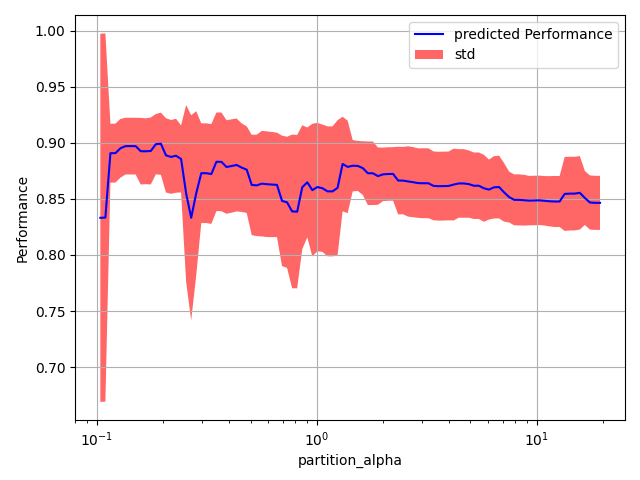 predicted Performance
std
1.00
0.95
0.90
0.85
0.80
0.75
0.70
Performance
10⁻¹
10⁰
10¹
partition_alpha